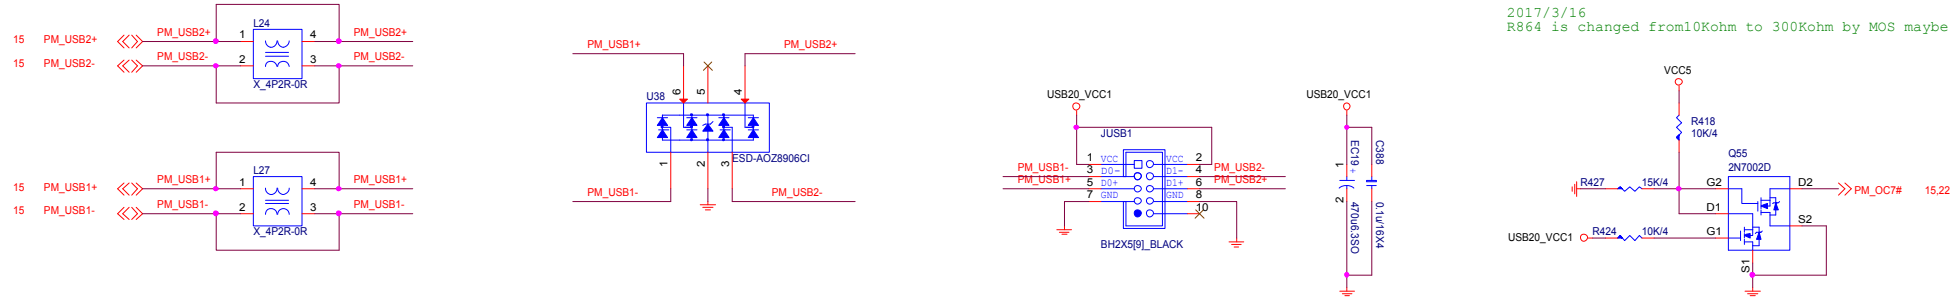 2017/3/16
R864 is changed from10Kohm to 300Kohm by MOS maybe
L24
15 PM_USB2+ PM_USB2+ 1 4 PM_USB2+
15 PM_USB2- PM_USB2- 2 3 PM_USB2-
X_4P2R-0R
L27
15 PM_USB1+ PM_USB1+ 1 4 PM_USB1+
15 PM_USB1- PM_USB1- 2 3 PM_USB1-
X_4P2R-0R
PM_USB1+ PM_USB2+
6 5 4
U38
ESD-AOZ8906CI
1 2 3
PM_USB1- PM_USB2-
USB20_VCC1
JUSB1
1 VCC VCC 2
PM_USB1- 3 D0- D1- 4 PM_USB2-
PM_USB1+ 5 D0+ D1+ 6 PM_USB2+
7 GND GND 8
10
BH2X5[9]_BLACK
USB20_VCC1
1 EC19 + C388
2 470u6.3SO 0.1u/16X4
VCC5
R418
10K/4
Q55
2N7002D
R427 15K/4 G2 D2 PM_OC7# 15,22
D1 S2
USB20_VCC1 R424 10K/4 G1
S1